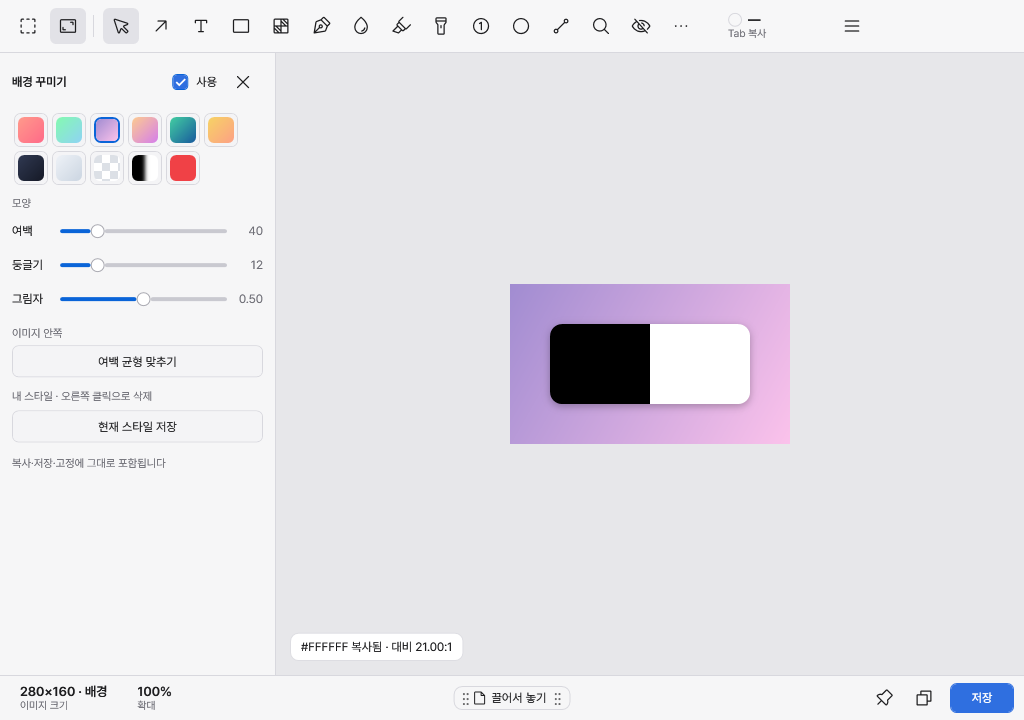 1
Tab 복사
배경 꾸미기
사용
모양
여백 40
둥글기 12
그림자 0.50
이미지 안쪽
여백 균형 맞추기
내 스타일 · 오른쪽 클릭으로 삭제
현재 스타일 저장
복사·저장·고정에 그대로 포함됩니다
#FFFFFF 복사됨 · 대비 21.00:1
280×160 · 배경
이미지 크기
100%
확대
끌어서 놓기
저장